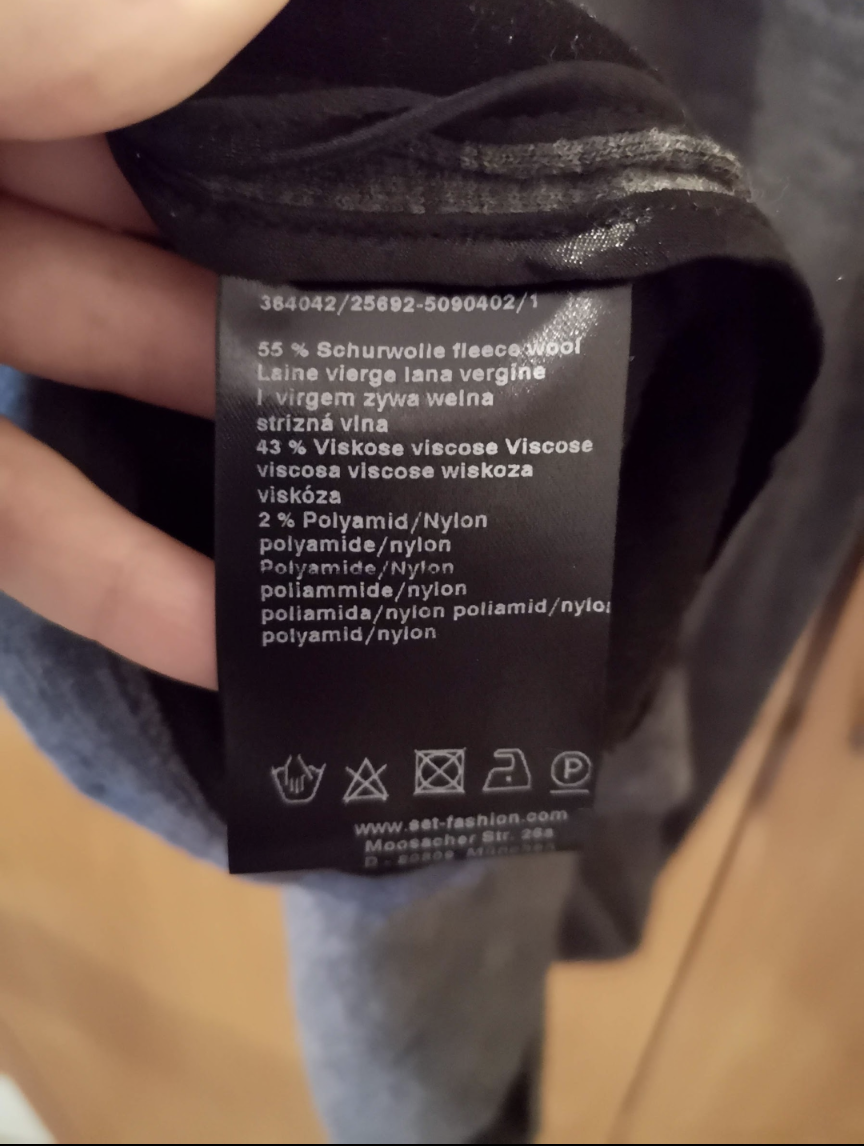 364042/25692-5090402/1
55 % Schurwolle fleece wool
Laine vierge lana vergine
l virgem zywa welna
strizná vlna
43 % Viskose viscose Viscose
viscosa viscose wiskoza
viskóza
2 % Polyamid/Nylon
polyamide/nylon
Polyamide/Nylon
poliammide/nylon
poliamida/nylon poliamid/nylo
polyamid/nylon
P
www.set-fashion.com
Moosacher Str. 26a
D - 80809 München